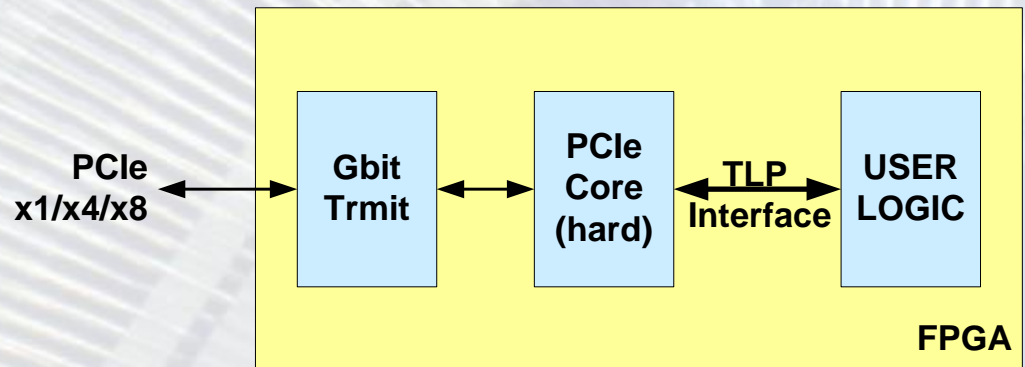 PCIe
x1/x4/x8
Gbit
Trmit
PCIe
Core
(hard)
TLP
Interface
USER
LOGIC
FPGA